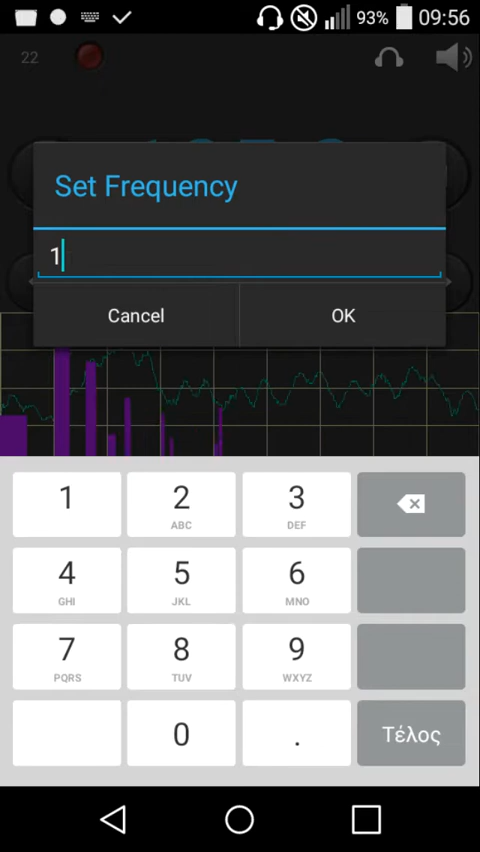 93% 09:56
22
Set Frequency
1
Cancel OK
1 2 3
ABC DEF
4 5 6
GHI JKL MNO
7 8 9
PQRS TUV WXYZ
0 . Τέλος